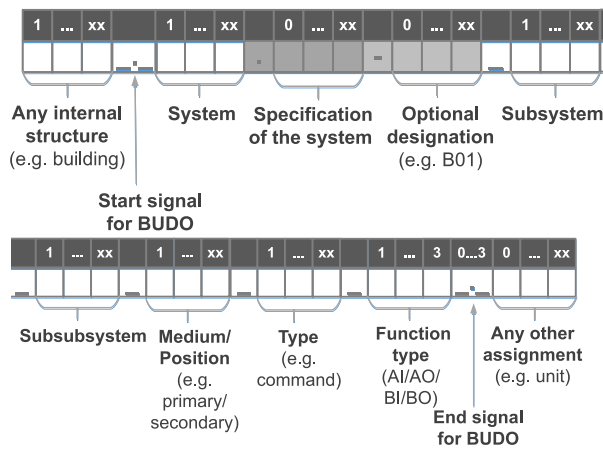 1 ... xx 1 ... xx 0 ... xx 0 ... xx 1 ... xx
_._ _ . - _
Any internal structure (e.g. building)
System
Specification of the system
Optional designation (e.g. B01)
Subsystem
Start signal for BUDO
1 ... xx 1 ... xx 1 ... xx 1 ... 3 0...3 0 ... xx
_ _ _ _ _._
Subsubsystem
Medium/
Position
(e.g.
primary/
secondary)
Type
(e.g.
command)
Function
type
(AI/AO/
BI/BO)
Any other
assignment
(e.g. unit)
End signal
for BUDO